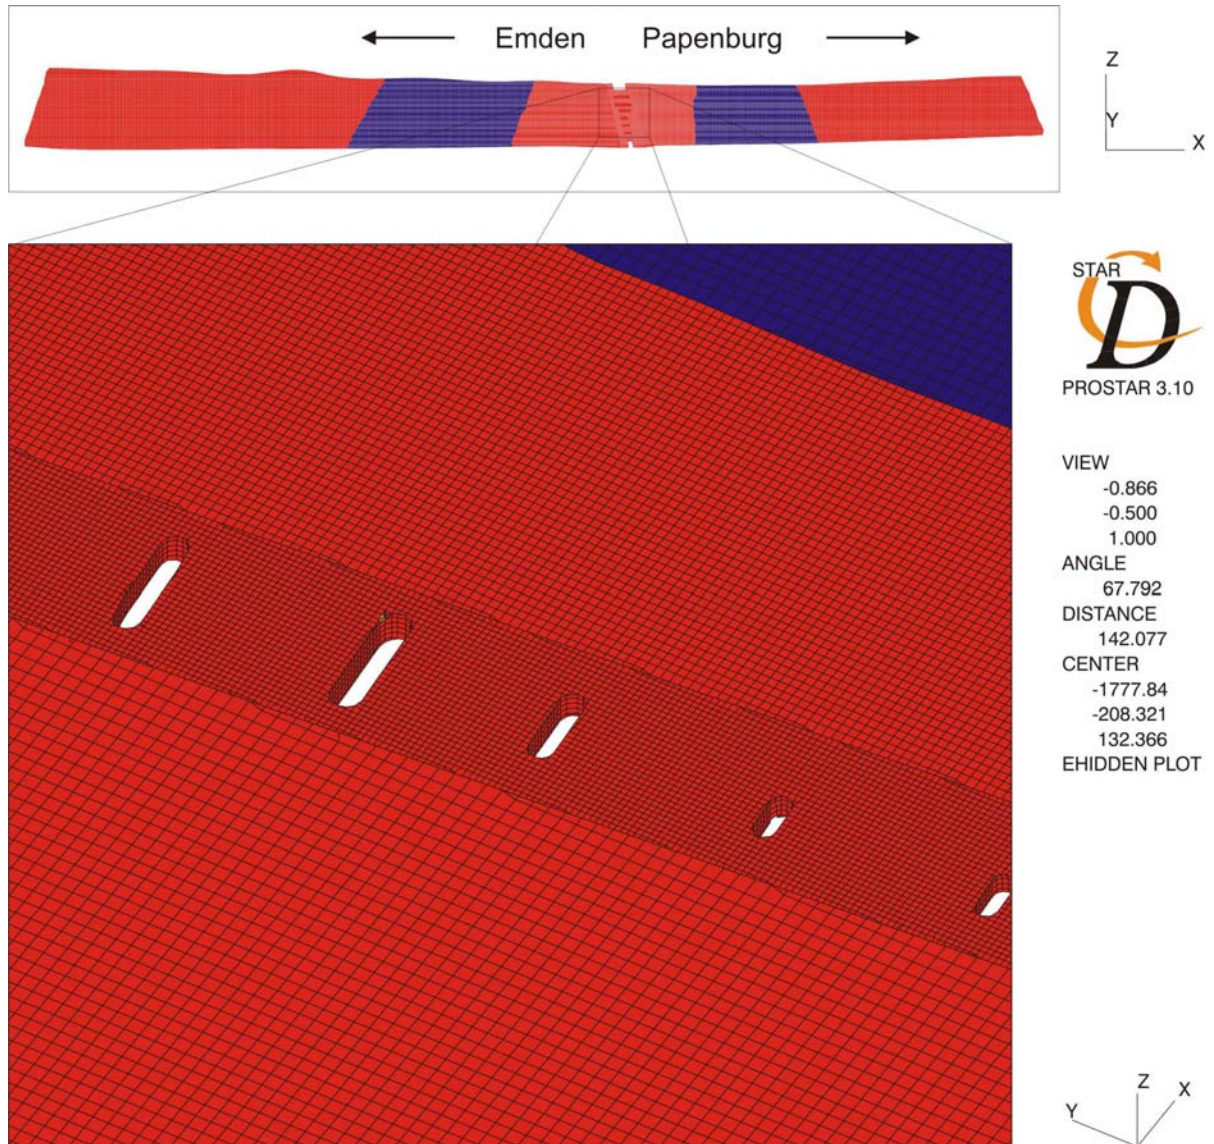 Emden Papenburg
Z
Y
X
STAR
D
PROSTAR 3.10
VIEW
-0.866
-0.500
1.000
ANGLE
67.792
DISTANCE
142.077
CENTER
-1777.84
-208.321
132.366
EHIDDEN PLOT
Z
X
Y